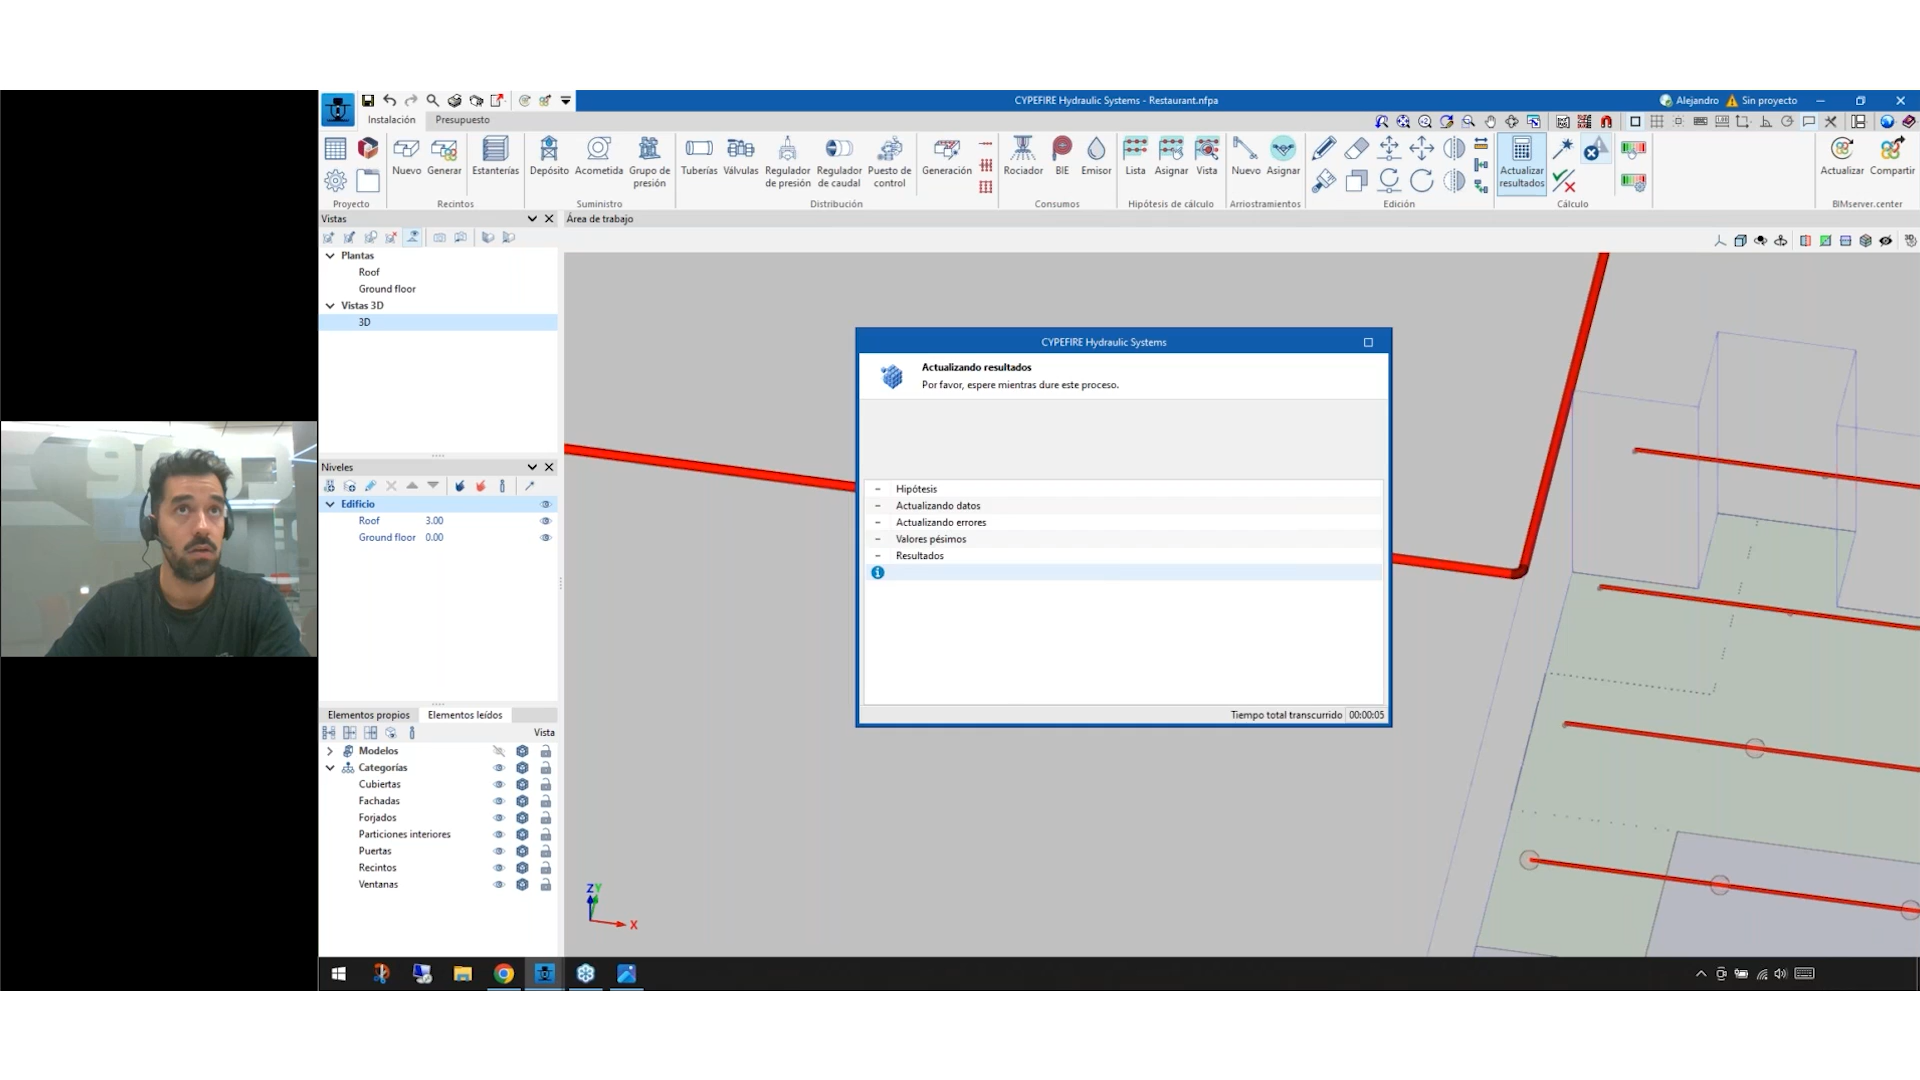 CYPEFIRE Hydraulic Systems - Restaurant.nfpa
Alejandro
Sin proyecto
Instalación
Presupuesto
Nuevo
Generar
Estanterías
Depósito
Acometida
Grupo de presión
Tuberías
Válvulas
Regulador de presión
Regulador de caudal
Puesto de control
Generación
Rociador
BIE
Emisor
Lista
Asignar
Vista
Nuevo
Asignar
Actualizar resultados
Actualizar
Compartir
Proyecto
Recintos
Suministro
Distribución
Consumos
Hipótesis de cálculo
Arriostramientos
Edición
Cálculo
BIMserver.center
Vistas
Área de trabajo
Plantas
Roof
Ground floor
Vistas 3D
3D
Niveles
Edificio
Roof 3.00
Ground floor 0.00
Elementos propios
Elementos leídos
Vista
Modelos
Categorías
Cubiertas
Fachadas
Forjados
Particiones interiores
Puertas
Recintos
Ventanas
CYPEFIRE Hydraulic Systems
Actualizando resultados
Por favor, espere mientras dure este proceso.
– Hipótesis
– Actualizando datos
– Actualizando errores
– Valores pésimos
– Resultados
Tiempo total transcurrido 00:00:05
Z Y
X